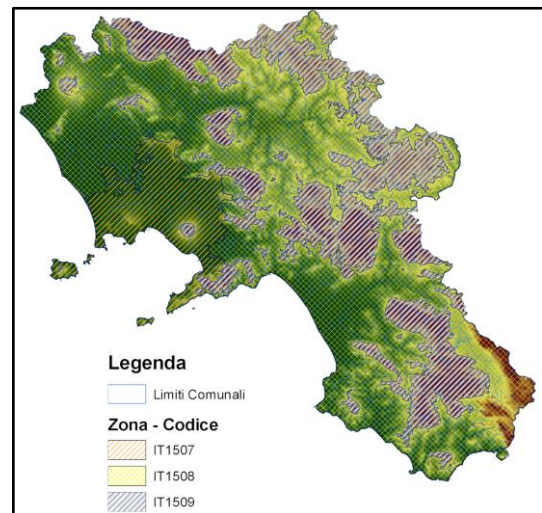 Legenda
Limiti Comunali
Zona - Codice
IT1507
IT1508
IT1509